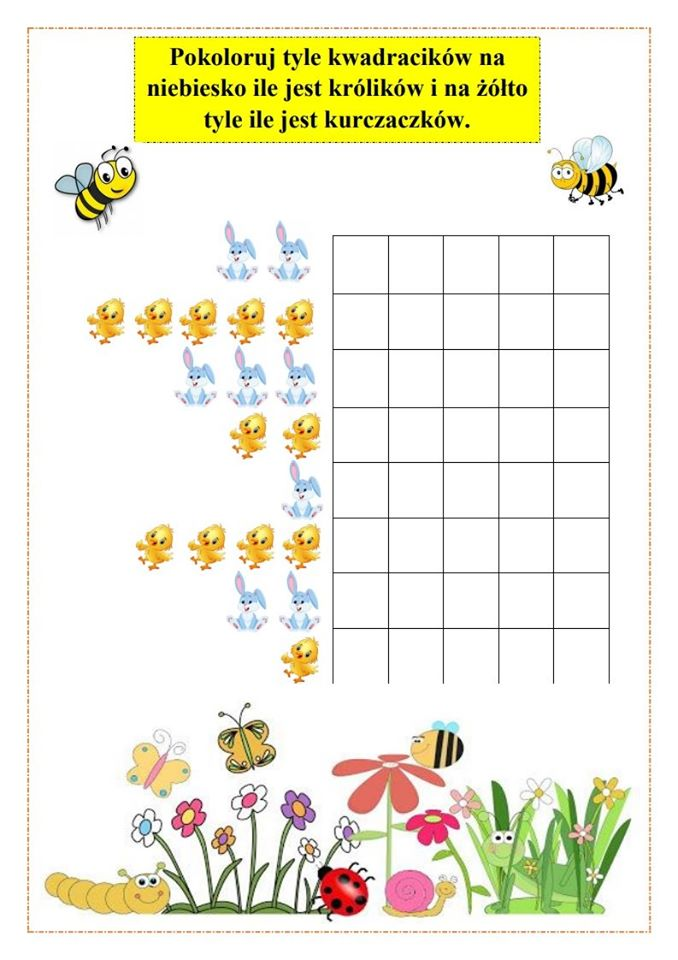 Pokoloruj tyle kwadracików na
niebiesko ile jest królików i na żółto
tyle ile jest kurczaczków.